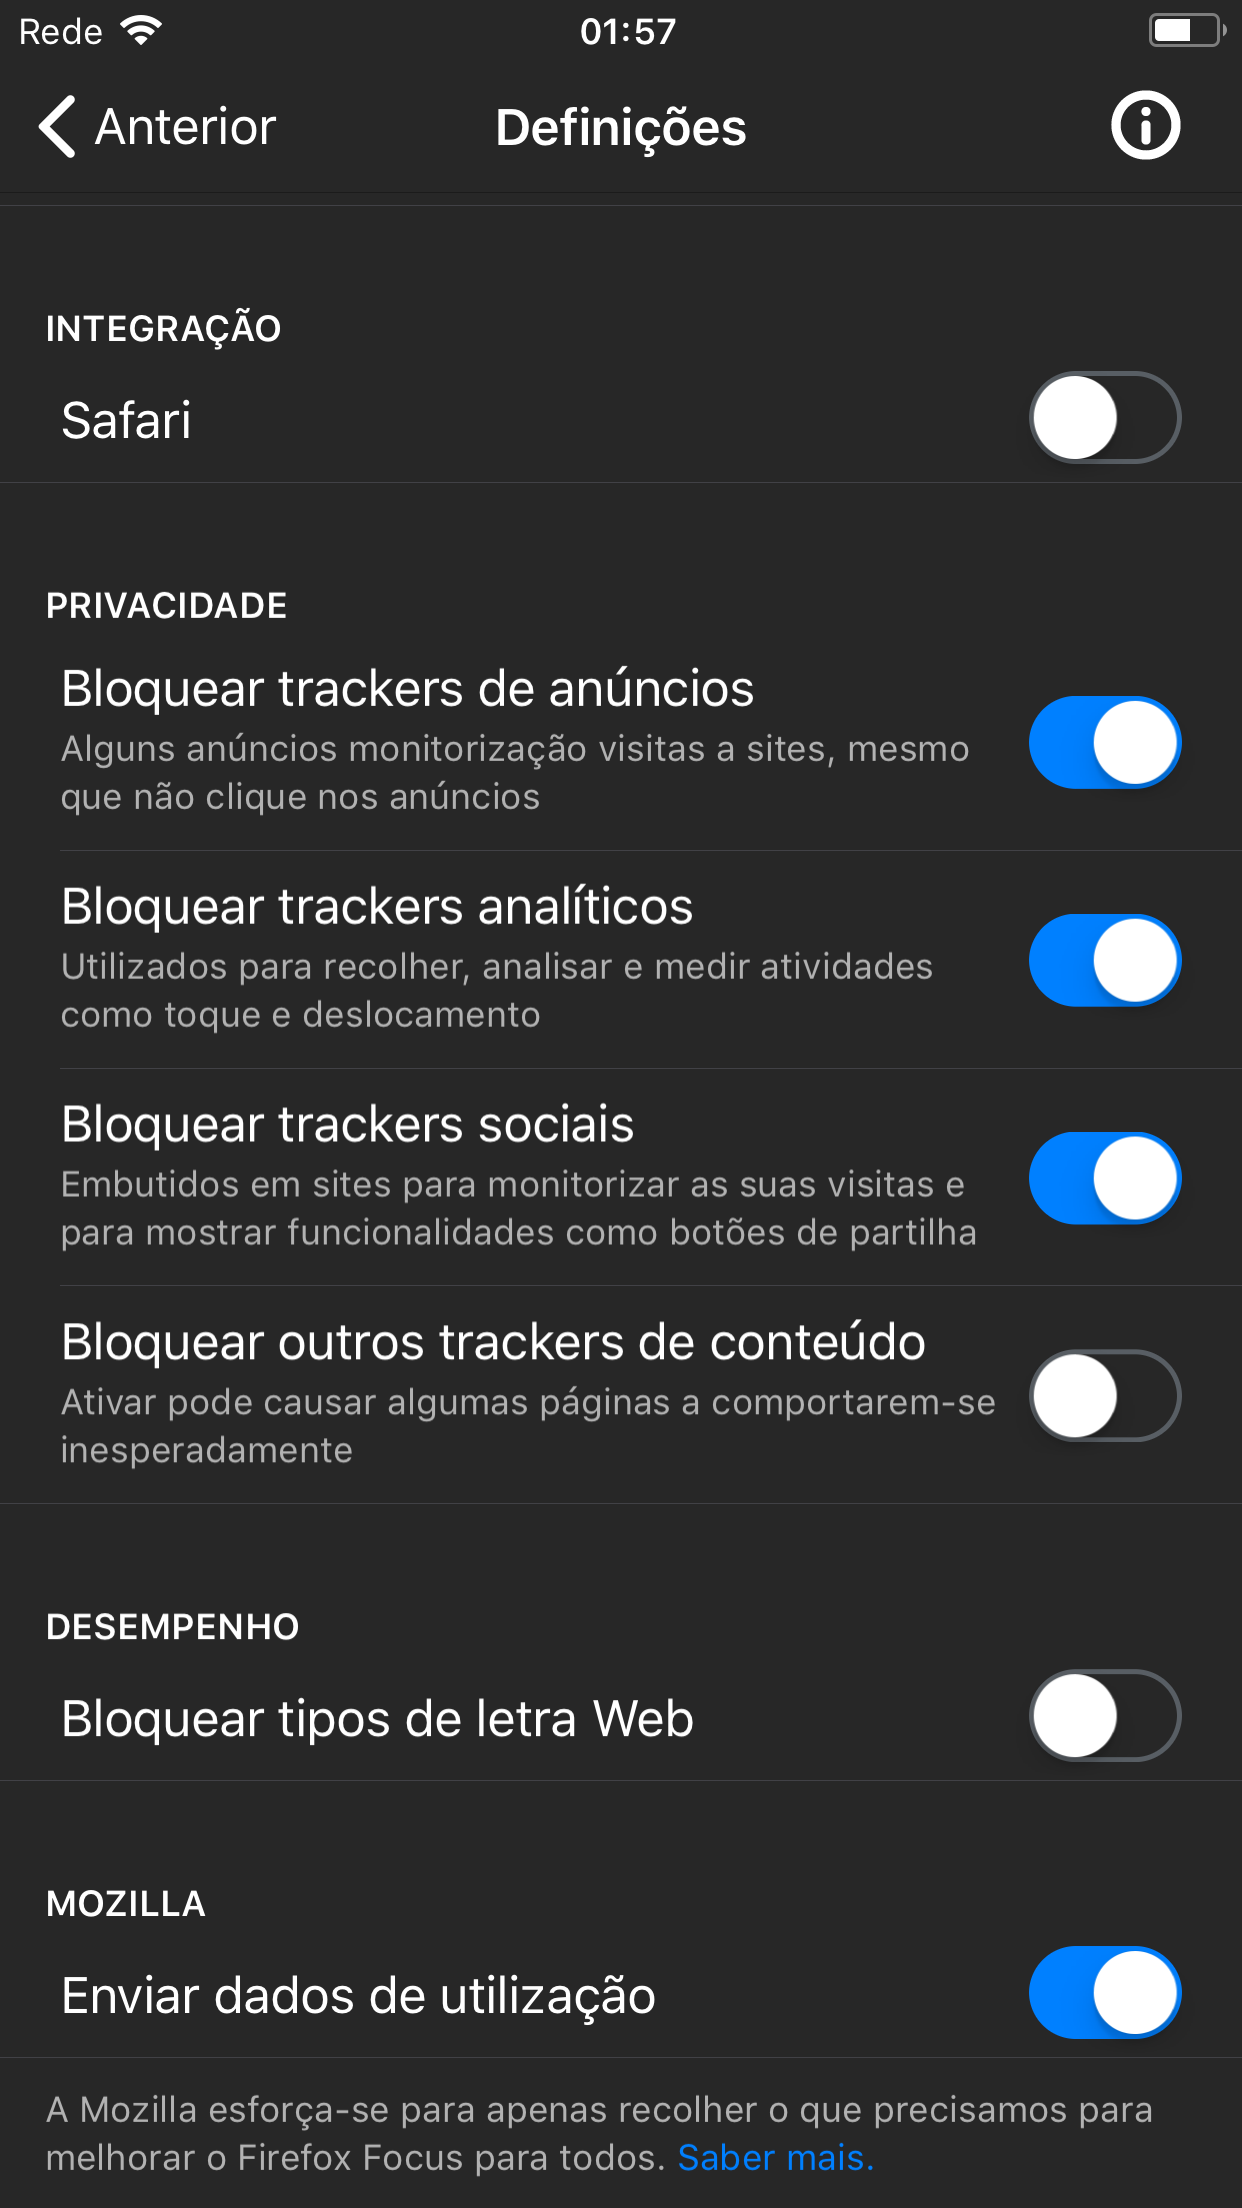 Rede
01:57
Anterior
Definições
INTEGRAÇÃO
Safari
PRIVACIDADE
Bloquear trackers de anúncios
Alguns anúncios monitorização visitas a sites, mesmo
que não clique nos anúncios
Bloquear trackers analíticos
Utilizados para recolher, analisar e medir atividades
como toque e deslocamento
Bloquear trackers sociais
Embutidos em sites para monitorizar as suas visitas e
para mostrar funcionalidades como botões de partilha
Bloquear outros trackers de conteúdo
Ativar pode causar algumas páginas a comportarem-se
inesperadamente
DESEMPENHO
Bloquear tipos de letra Web
MOZILLA
Enviar dados de utilização
A Mozilla esforça-se para apenas recolher o que precisamos para
melhorar o Firefox Focus para todos. Saber mais.